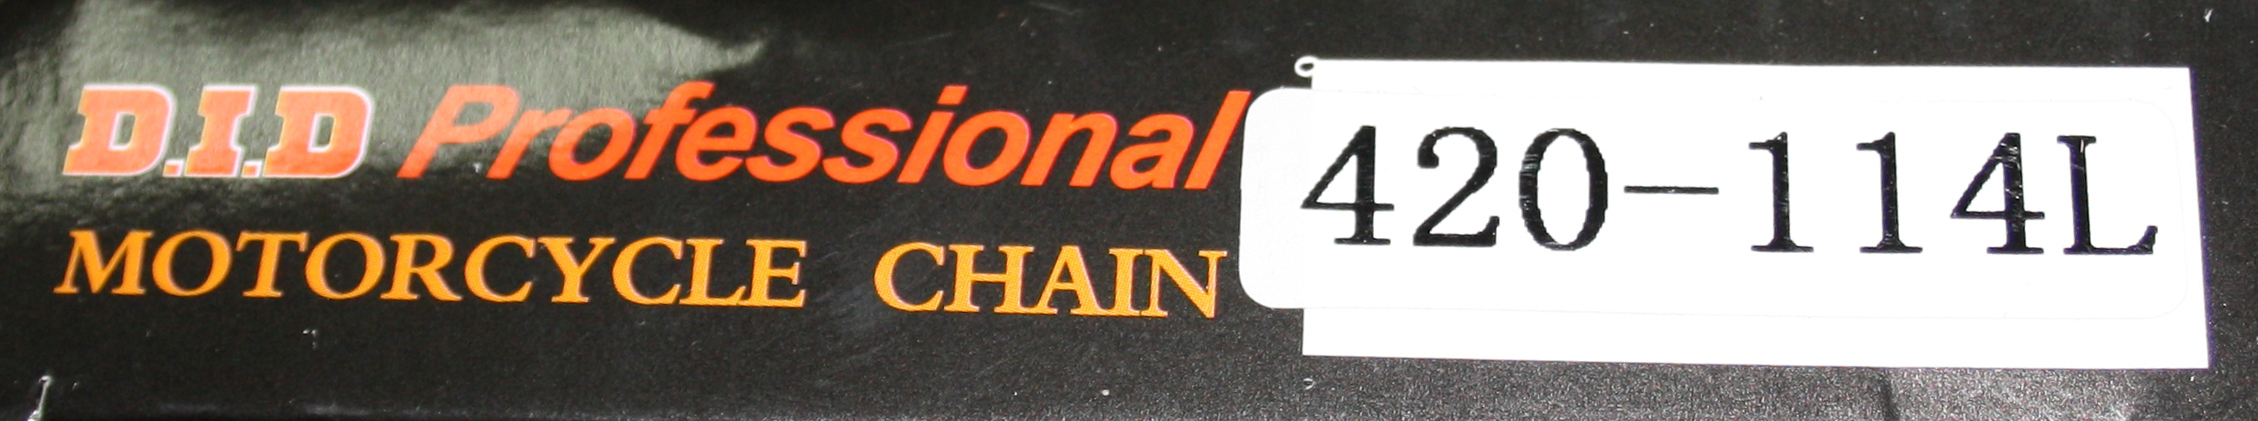 D.I.D Professional 420-114L
MOTORCYCLE CHAIN